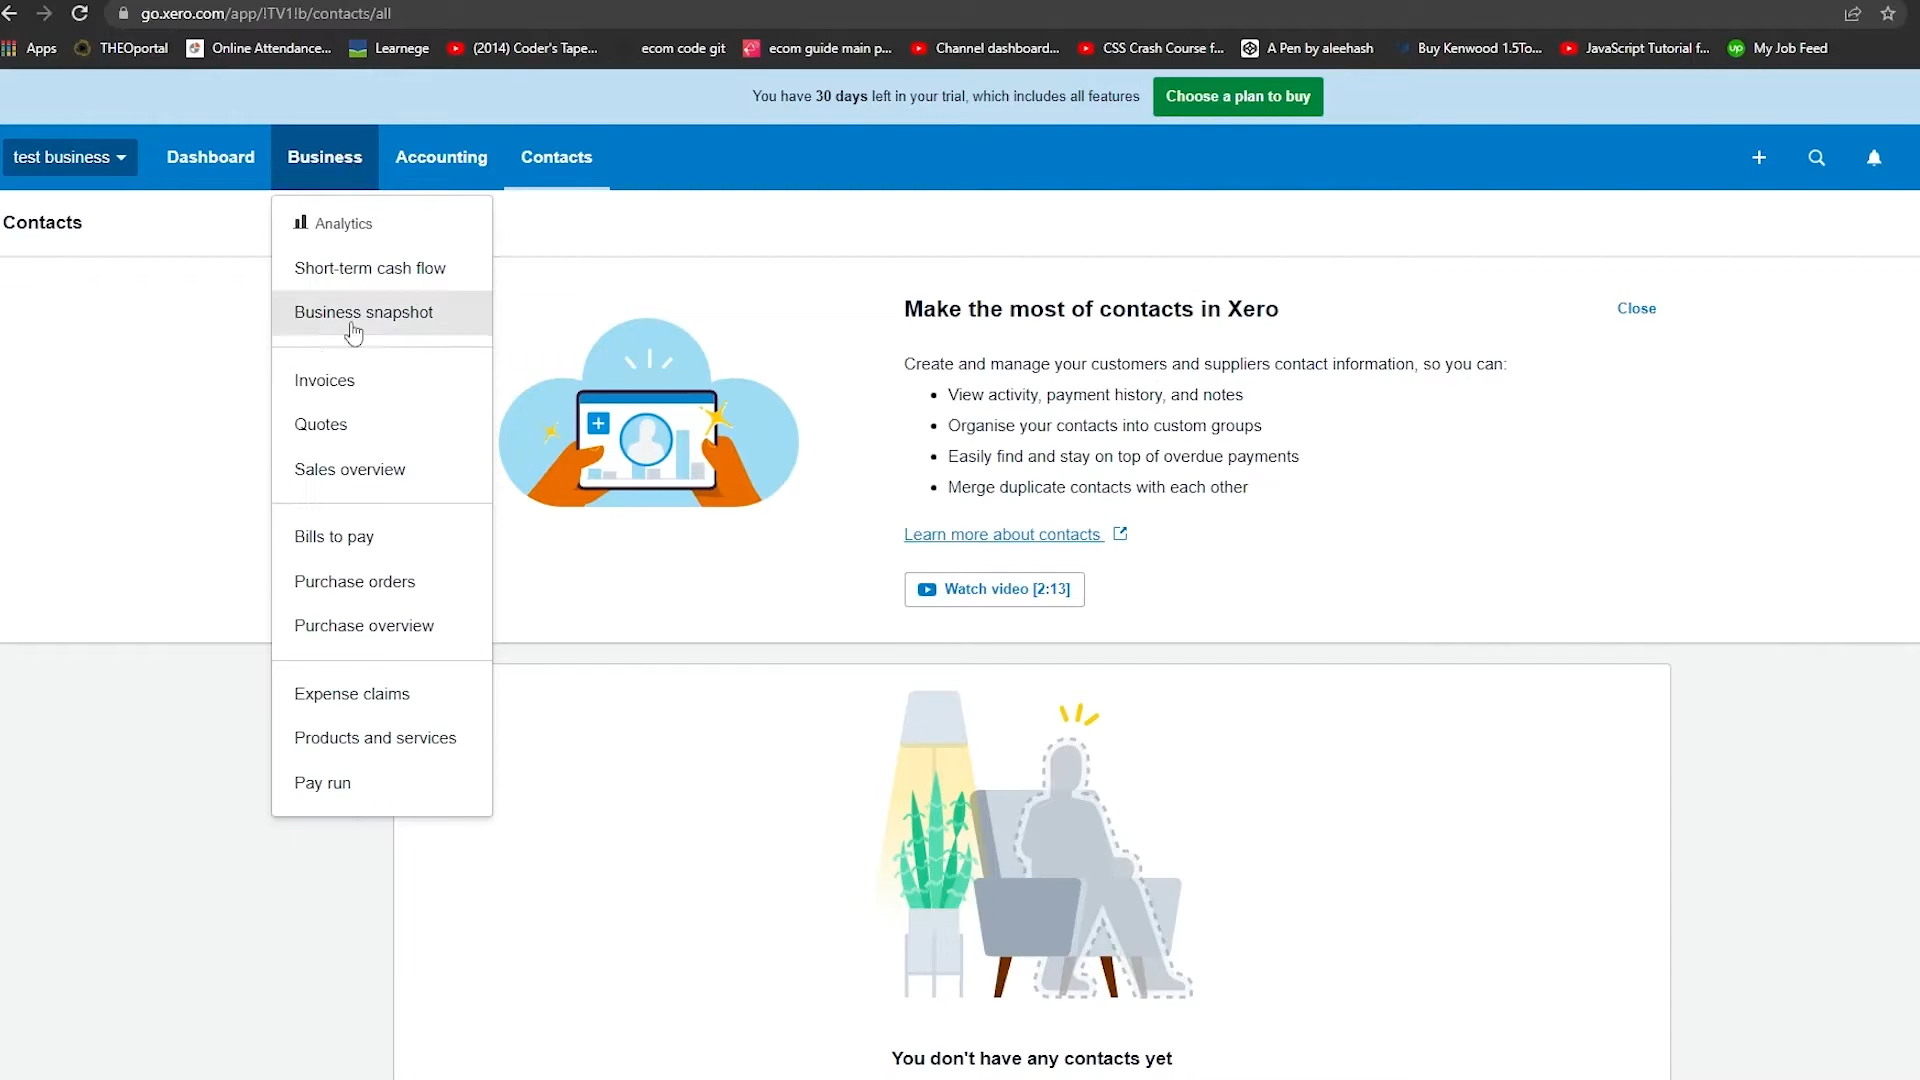 go.xero.com/app/!TV1!b/contacts/all
Apps THEOportal Online Attendance... Learnege (2014) Coder's Tape... ecom code git ecom guide main p... Channel dashboard... CSS Crash Course f... A Pen by aleehash Buy Kenwood 1.5To... JavaScript Tutorial f... up My Job Feed
You have 30 days left in your trial, which includes all features Choose a plan to buy
test business Dashboard Business Accounting Contacts
Contacts
Analytics
Short-term cash flow
Business snapshot
Invoices
Quotes
Sales overview
Bills to pay
Purchase orders
Purchase overview
Expense claims
Products and services
Pay run
Make the most of contacts in Xero
Close
Create and manage your customers and suppliers contact information, so you can:
• View activity, payment history, and notes
• Organise your contacts into custom groups
• Easily find and stay on top of overdue payments
• Merge duplicate contacts with each other
Learn more about contacts
Watch video [2:13]
You don't have any contacts yet